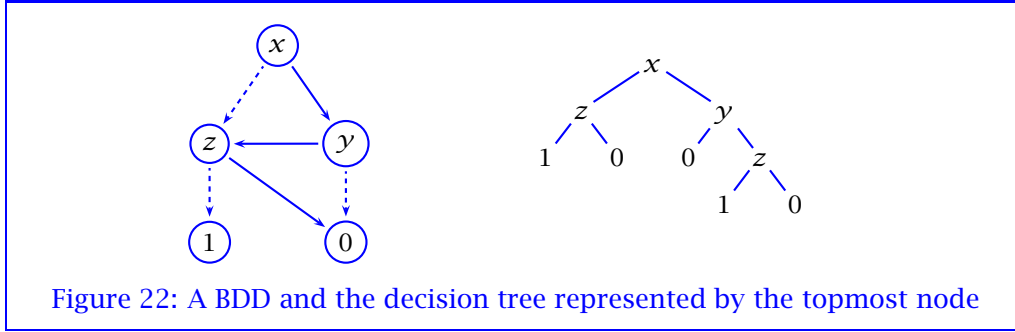 x
x
z
y
z
y
1
0
0
z
1
0
1
0
Figure 22: A BDD and the decision tree represented by the topmost node